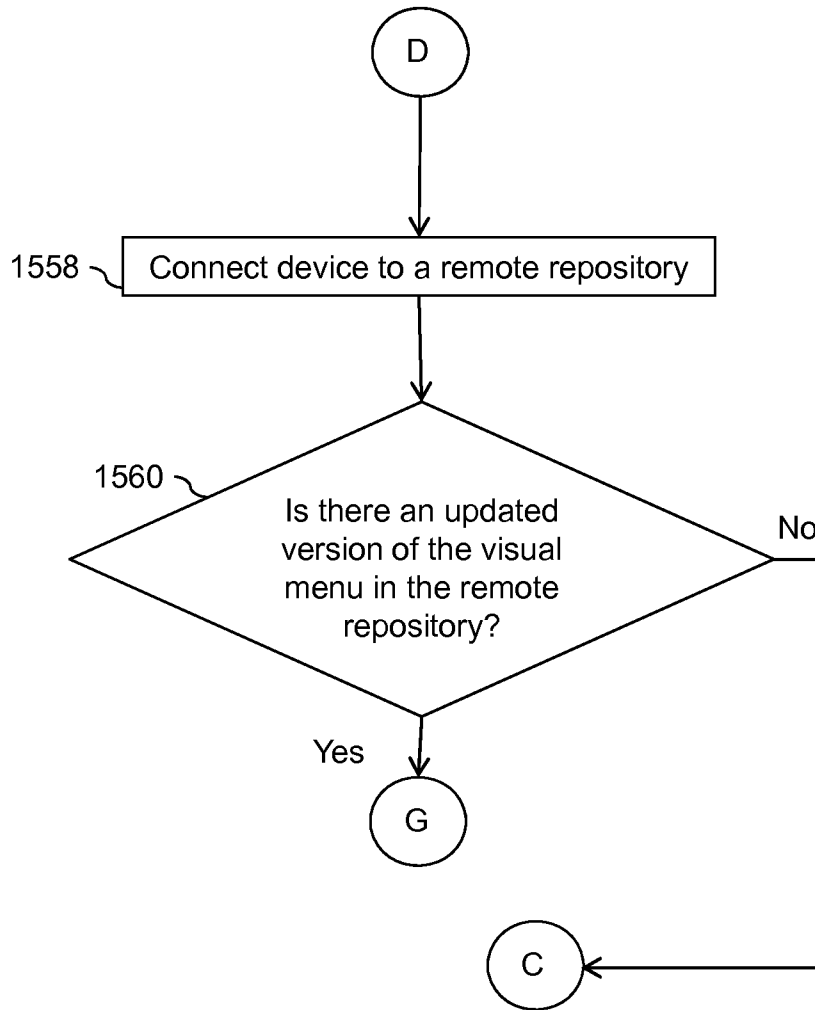 D
1558
Connect device to a remote repository
1560
Is there an updated
version of the visual
menu in the remote
repository?
No
Yes
G
C